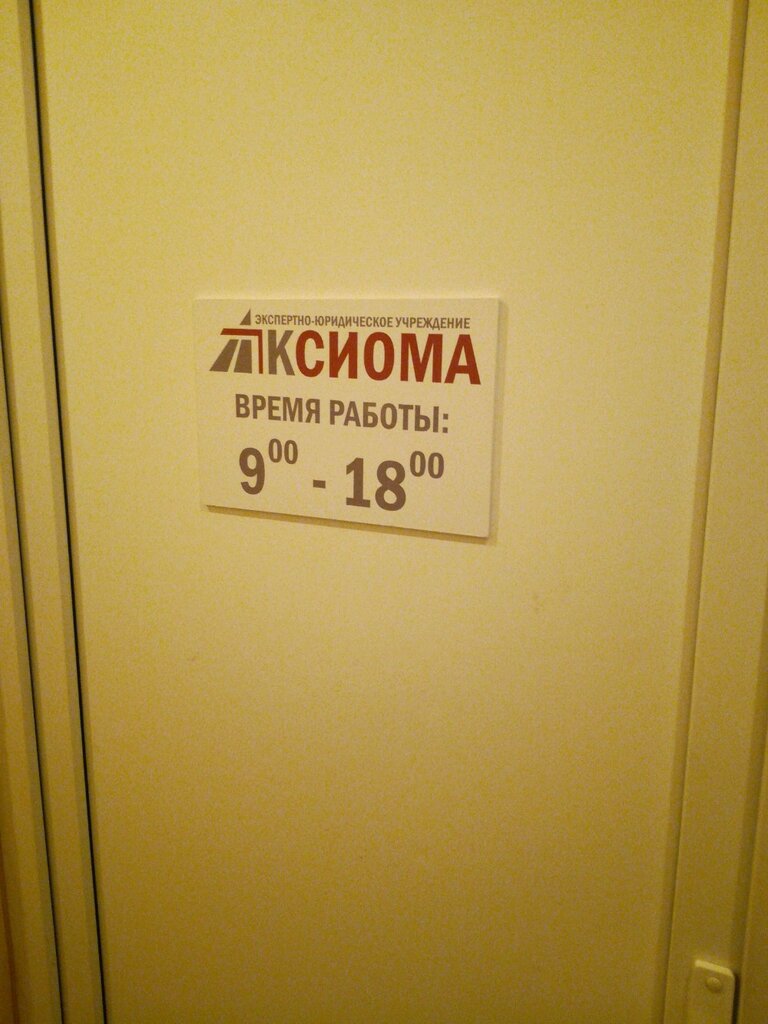 ЭКСПЕРТНО-ЮРИДИЧЕСКОЕ УЧРЕЖДЕНИЕ
АКСИОМА
ВРЕМЯ РАБОТЫ:
9⁰⁰ - 18⁰⁰